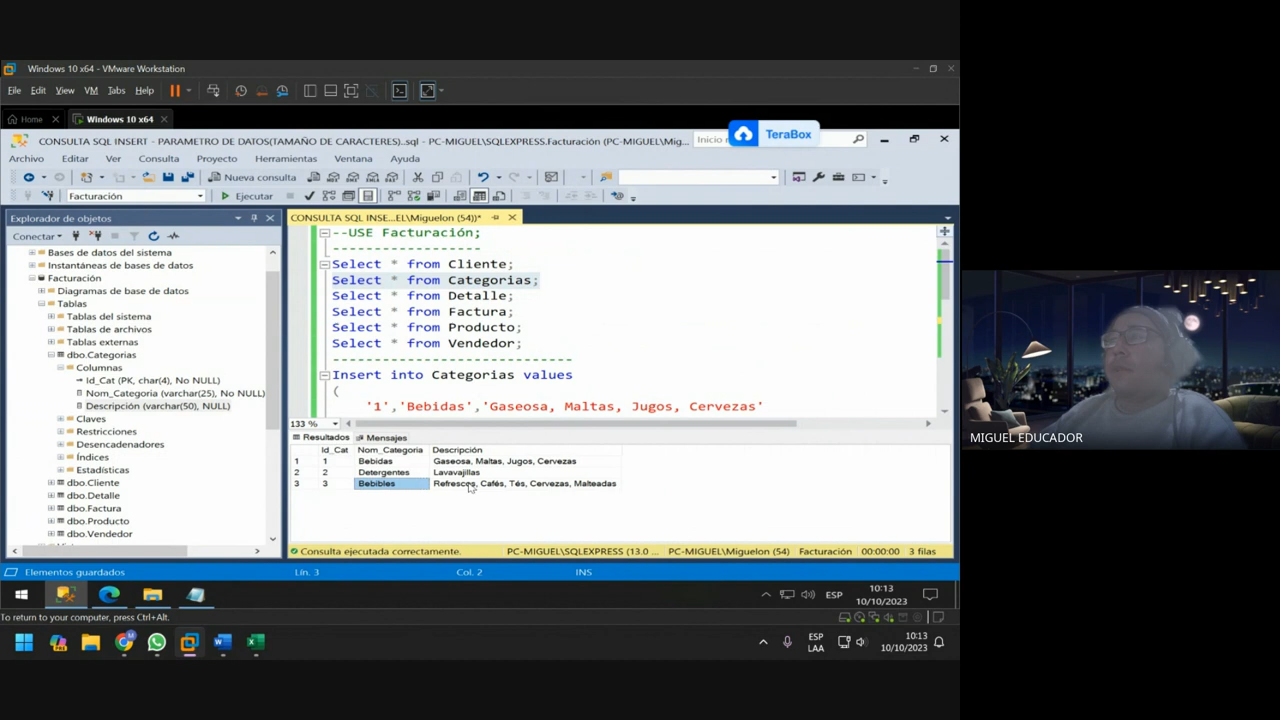 Windows 10 x64 - VMware Workstation
File Edit View VM Tabs Help
Home Windows 10 x64
CONSULTA SQL INSERT - PARAMETRO DE DATOS(TAMAÑO DE CARACTERES)..sql - PC-MIGUEL\SQLEXPRESS.Facturación (PC-MIGUEL\Mig...
Inicio
TeraBox
Archivo Editar Ver Consulta Proyecto Herramientas Ventana Ayuda
Nueva consulta
Facturación Ejecutar
Explorador de objetos
CONSULTA SQL INSE...EL\Miguelon (54))*
Conectar
Bases de datos del sistema
Instantáneas de bases de datos
Facturación
Diagramas de base de datos
Tablas
Tablas del sistema
Tablas de archivos
Tablas externas
dbo.Categorias
Columnas
Id_Cat (PK, char(4), No NULL)
Nom_Categoria (varchar(25), No NULL)
Descripción (varchar(50), NULL)
Claves
Restricciones
Desencadenadores
Índices
Estadísticas
dbo.Cliente
dbo.Detalle
dbo.Factura
dbo.Producto
dbo.Vendedor
--USE Facturación;
------------------
Select * from Cliente;
Select * from Categorias;
Select * from Detalle;
Select * from Factura;
Select * from Producto;
Select * from Vendedor;
-----------------------------
Insert into Categorias values
(
'1','Bebidas','Gaseosa, Maltas, Jugos, Cervezas'
133 %
Resultados Mensajes
Id_Cat Nom_Categoria Descripción
1 1 Bebidas Gaseosa, Maltas, Jugos, Cervezas
2 2 Detergentes Lavavajillas
3 3 Bebibles Refrescos, Cafés, Tés, Cervezas, Malteadas
Consulta ejecutada correctamente. PC-MIGUEL\SQLEXPRESS (13.0 ... PC-MIGUEL\Miguelon (54) Facturación 00:00:00 3 filas
Elementos guardados Lín. 3 Col. 2 INS
ESP 10:13
10/10/2023
To return to your computer, press Ctrl+Alt.
ESP
LAA
10:13
10/10/2023
MIGUEL EDUCADOR